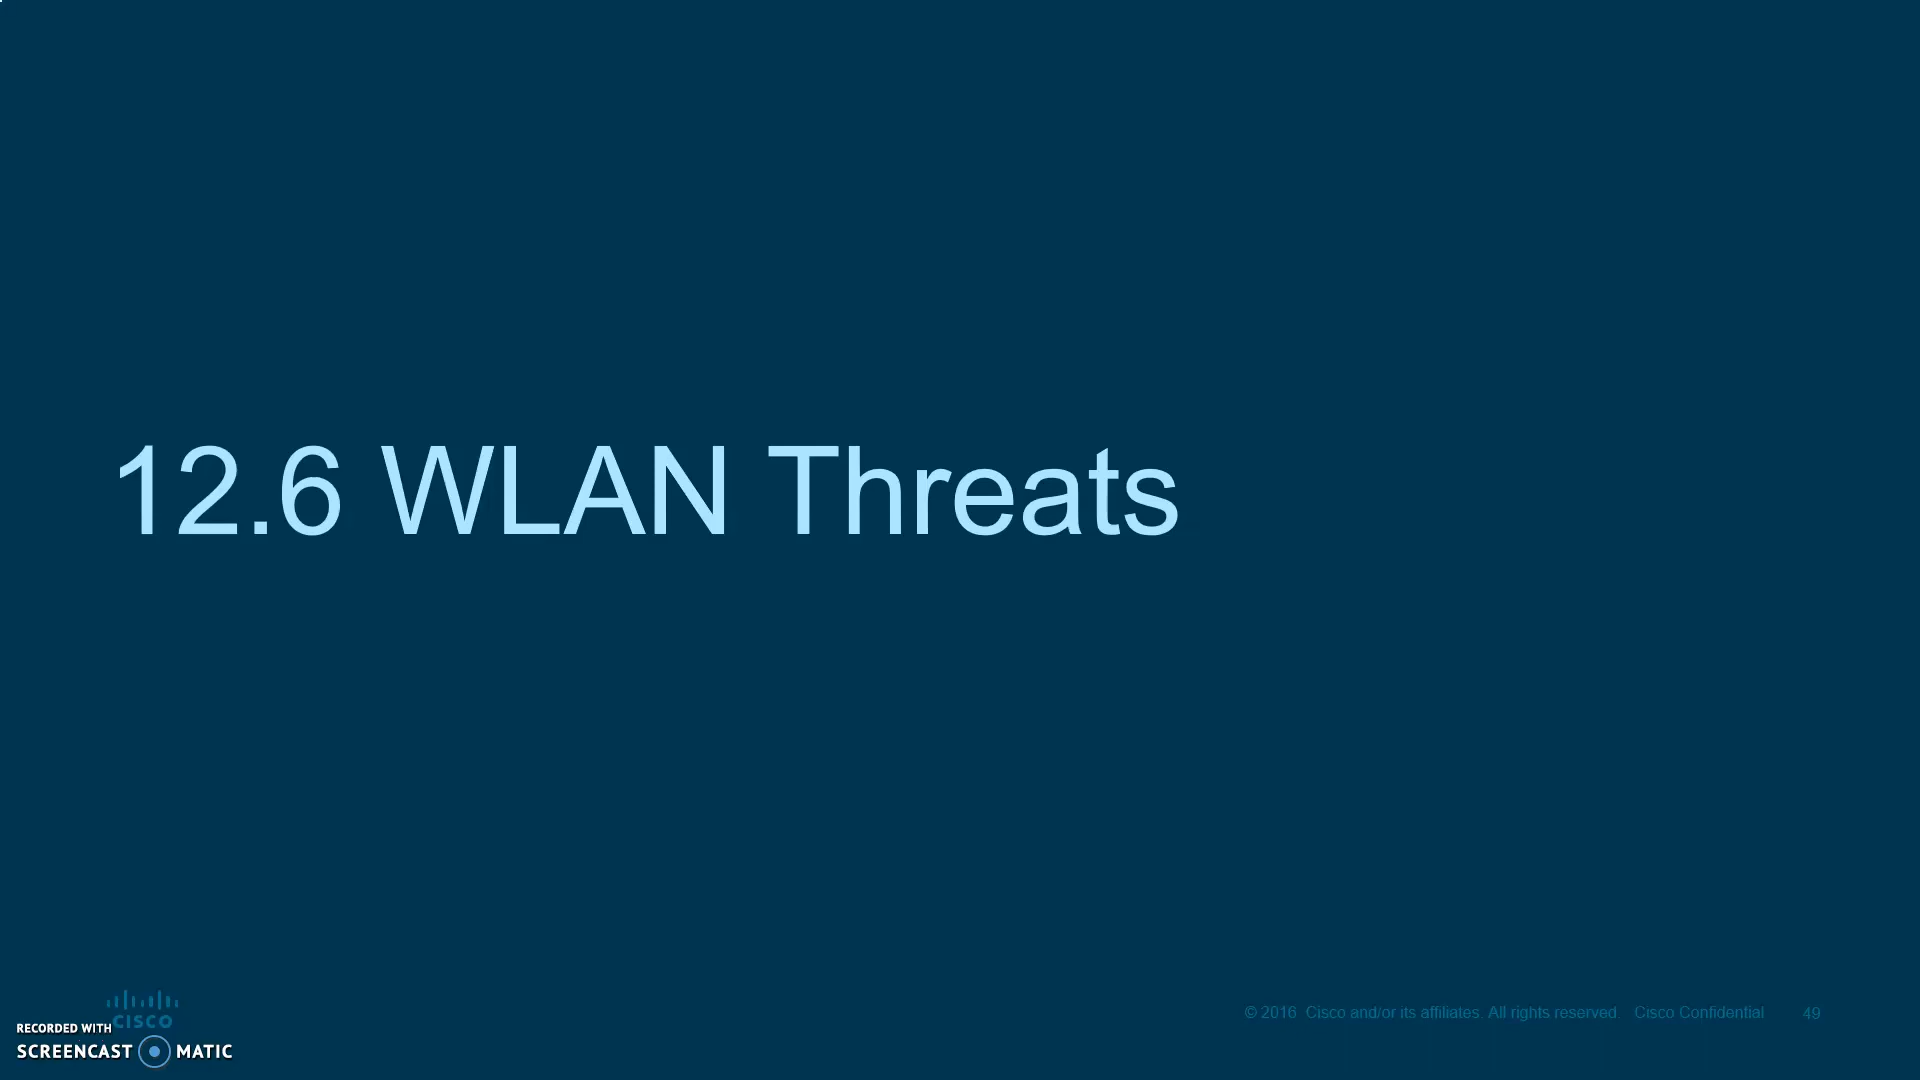 12.6 WLAN Threats
CISCO
RECORDED WITH
SCREENCAST MATIC
© 2016 Cisco and/or its affiliates. All rights reserved. Cisco Confidential 49